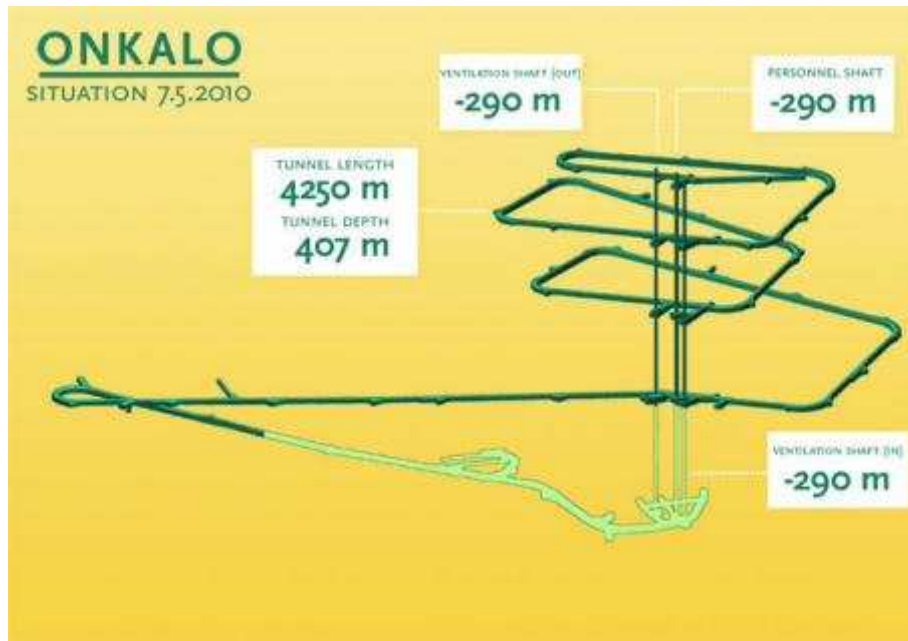 ONKALO
SITUATION 7.5.2010
VENTILATION SHAFT (OUT)
-290 m
PERSONNEL SHAFT
-290 m
TUNNEL LENGTH
4250 m
TUNNEL DEPTH
407 m
VENTILATION SHAFT (IN)
-290 m